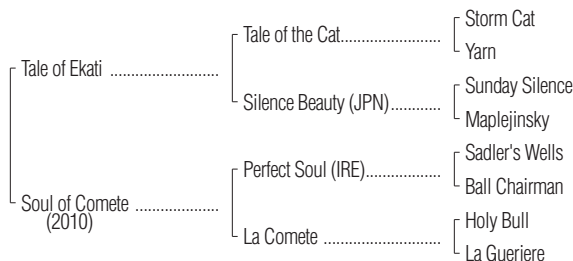 Storm Cat
Tale of the Cat..................
Yarn
Tale of Ekati ....................
Sunday Silence
Silence Beauty (JPN)............
Maplejinsky
Sadler's Wells
Perfect Soul (IRE)..................
Ball Chairman
Soul of Comete .....................
(2010)
Holy Bull
La Comete .............................
La Gueriere